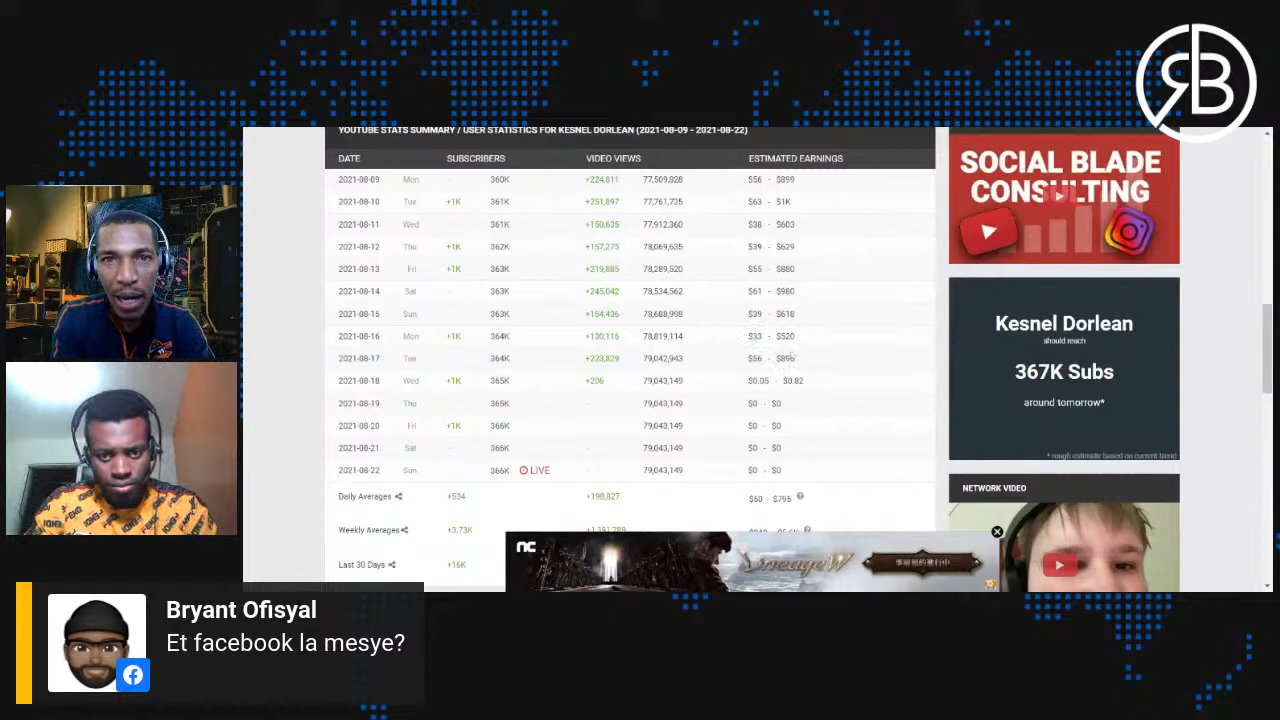 RB
YOUTUBE STATS SUMMARY / USER STATISTICS FOR KESNEL DORLEAN (2021-08-09 - 2021-08-22)
DATE SUBSCRIBERS VIDEO VIEWS ESTIMATED EARNINGS
2021-08-09 Mon - 360K +224,811 77,509,828 $56 - $899
2021-08-10 Tue +1K 361K +251,897 77,761,725 $63 - $1K
2021-08-11 Wed - 361K +150,635 77,912,360 $38 - $603
2021-08-12 Thu +1K 362K +157,275 78,069,635 $39 - $629
2021-08-13 Fri +1K 363K +219,885 78,289,520 $55 - $880
2021-08-14 Sat - 363K +245,042 78,534,562 $61 - $980
2021-08-15 Sun - 363K +154,436 78,688,998 $39 - $618
2021-08-16 Mon +1K 364K +130,116 78,819,114 $33 - $520
2021-08-17 Tue - 364K +223,829 79,042,943 $56 - $895
2021-08-18 Wed +1K 365K +206 79,043,149 $0.05 - $0.82
2021-08-19 Thu - 365K - 79,043,149 $0 - $0
2021-08-20 Fri +1K 366K - 79,043,149 $0 - $0
2021-08-21 Sat - 366K - 79,043,149 $0 - $0
2021-08-22 Sun 366K LIVE - 79,043,149 $0 - $0
Daily Averages +534 +198,827 $50 - $795
Weekly Averages +3.73K +1,391,789
Last 30 Days +16K
SOCIAL BLADE
CONSULTING
Kesnel Dorlean
should reach
367K Subs
around tomorrow*
* rough estimate based on current trend
NETWORK VIDEO
nc
LineageW
Bryant Ofisyal
Et facebook la mesye?